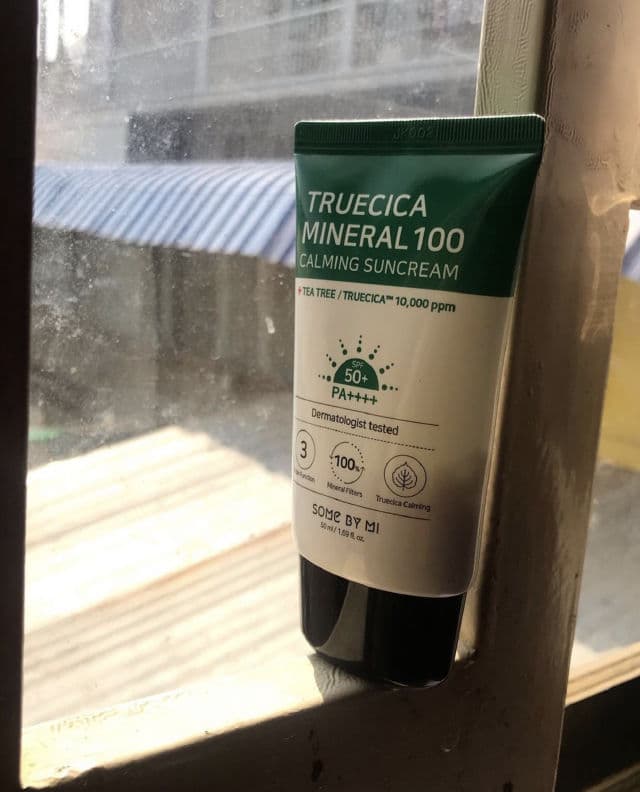 TRUECICA
MINERAL 100
CALMING SUNCREAM
+TEA TREE / TRUECICA™ 10,000 ppm
SPF
50+
PA++++
Dermatologist tested
3
100%
Mineral Filters
Truecica Calming
SOME BY MI
50 ml / 1.69 fl. oz.